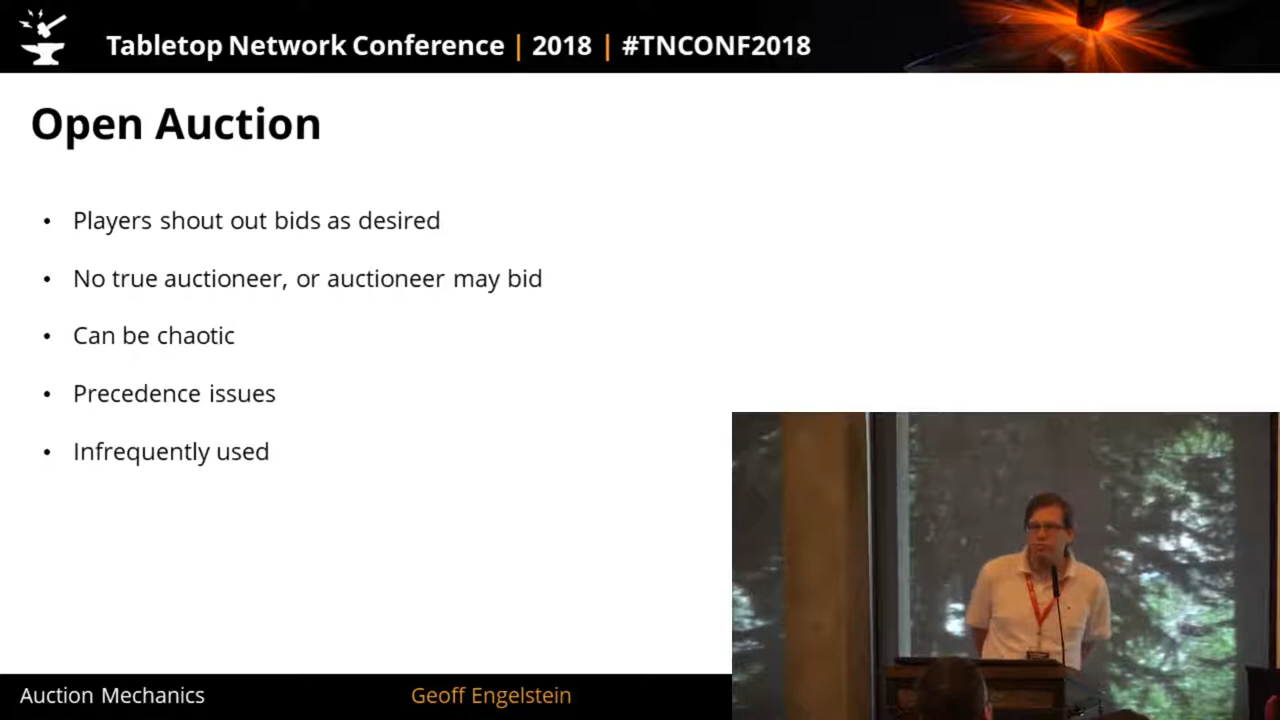 Tabletop Network Conference | 2018 | #TNCONF2018
Open Auction
• Players shout out bids as desired
• No true auctioneer, or auctioneer may bid
• Can be chaotic
• Precedence issues
• Infrequently used
Auction Mechanics
Geoff Engelstein